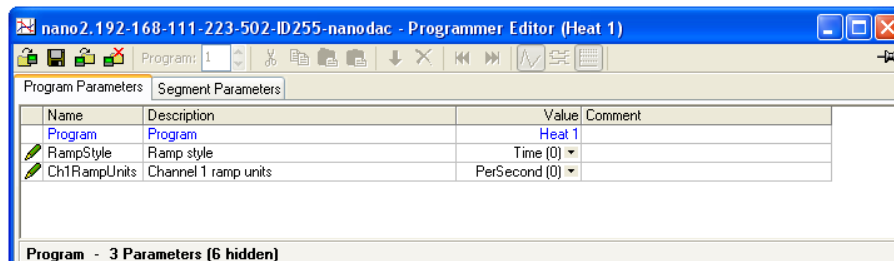 nano2.192-168-111-223-502-ID255-nanodac - Programmer Editor (Heat 1)
Program: 1
Program Parameters Segment Parameters
Name Description Value Comment
Program Program Heat 1
RampStyle Ramp style Time (0)
Ch1RampUnits Channel 1 ramp units PerSecond (0)
Program - 3 Parameters (6 hidden)